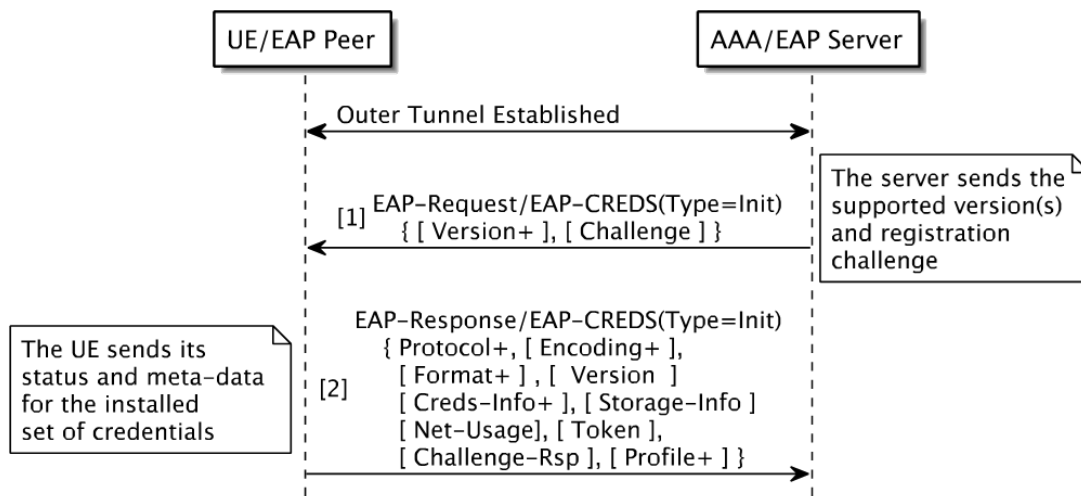 UE/EAP Peer
AAA/EAP Server
Outer Tunnel Established
The server sends the
supported version(s)
and registration
challenge
[1] EAP-Request/EAP-CREDS(Type=Init)
{ [ Version+ ], [ Challenge ] }
The UE sends its
status and meta-data
for the installed
set of credentials
[2]
EAP-Response/EAP-CREDS(Type=Init)
{ Protocol+, [ Encoding+ ],
[ Format+ ] , [ Version ]
[ Creds-Info+ ], [ Storage-Info ]
[ Net-Usage], [ Token ],
[ Challenge-Rsp ], [ Profile+ ] }